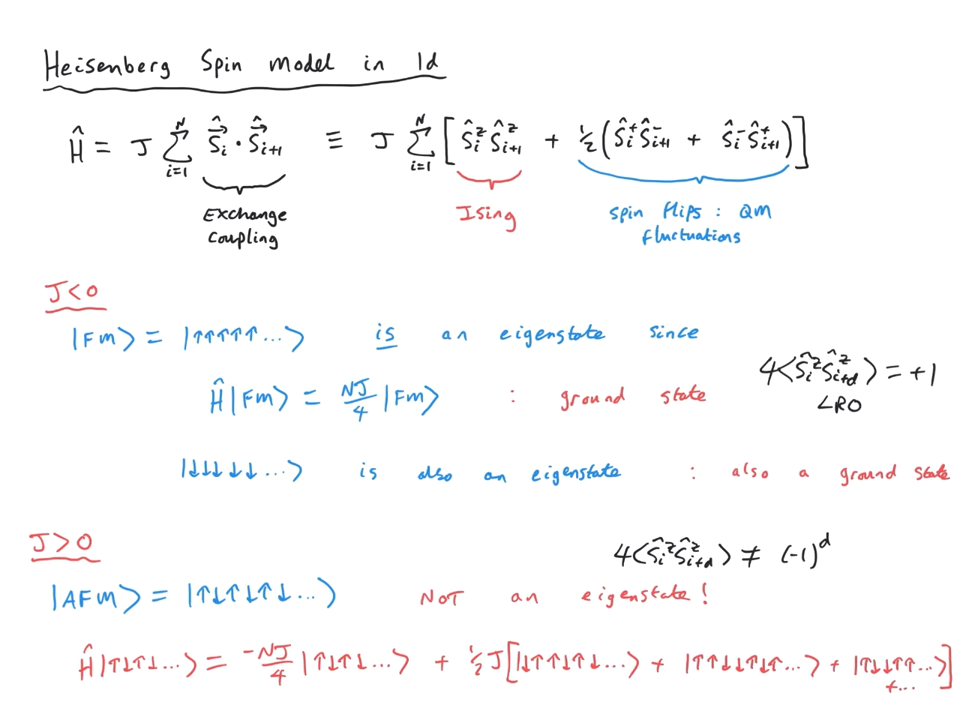 Heisenberg Spin Model in 1d
Ĥ = J ∑_{i=1}^{N} \vec{Ŝ}_i · \vec{Ŝ}_{i+1} ≡ J ∑_{i=1}^{N} [ Ŝ_i^z Ŝ_{i+1}^z + ½ ( Ŝ_i^+ Ŝ_{i+1}^- + Ŝ_i^- Ŝ_{i+1}^+ ) ]
Exchange Coupling
Ising
Spin flips : QM fluctuations
J<0
|FM⟩ = |↑↑↑↑↑...⟩ is an eigenstate since
Ĥ|FM⟩ = NJ/4 |FM⟩ : ground state
4⟨Ŝ_i^z Ŝ_{i+d}^z⟩ = +1
LRO
|↓↓↓↓↓...⟩ is also an eigenstate : also a ground state
J>0
4⟨Ŝ_i^z Ŝ_{i+d}^z⟩ ≠ (-1)^d
|AFM⟩ = |↑↓↑↓↑↓...⟩ NOT an eigenstate!
Ĥ|↑↓↑↓...⟩ = -NJ/4 |↑↓↑↓...⟩ + ½J[|↓↑↑↓↑↓...⟩ + |↑↑↓↓↑↓...⟩ + |↑↓↓↑↑...⟩
+...]